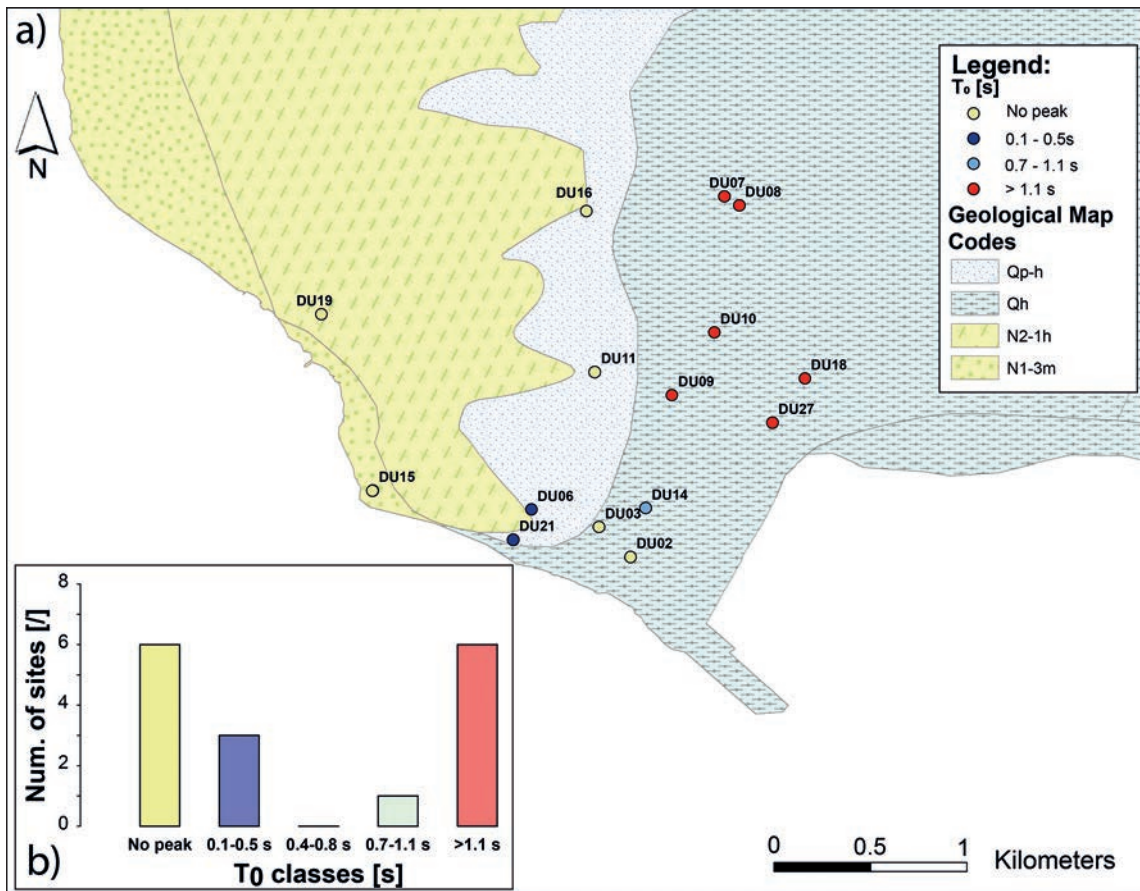 a)
N
Legend:
T₀ [s]
No peak
0.1 - 0.5s
0.7 - 1.1 s
> 1.1 s
Geological Map
Codes
Qp-h
Qh
N2-1h
N1-3m
DU16
DU07
DU08
DU19
DU10
DU11
DU18
DU09
DU27
DU15
DU06
DU14
DU21
DU03
DU02
8
6
4
2
0
Num. of sites [/]
No peak 0.1-0.5 s 0.4-0.8 s 0.7-1.1 s >1.1 s
T0 classes [s]
b)
0 0.5 1
Kilometers